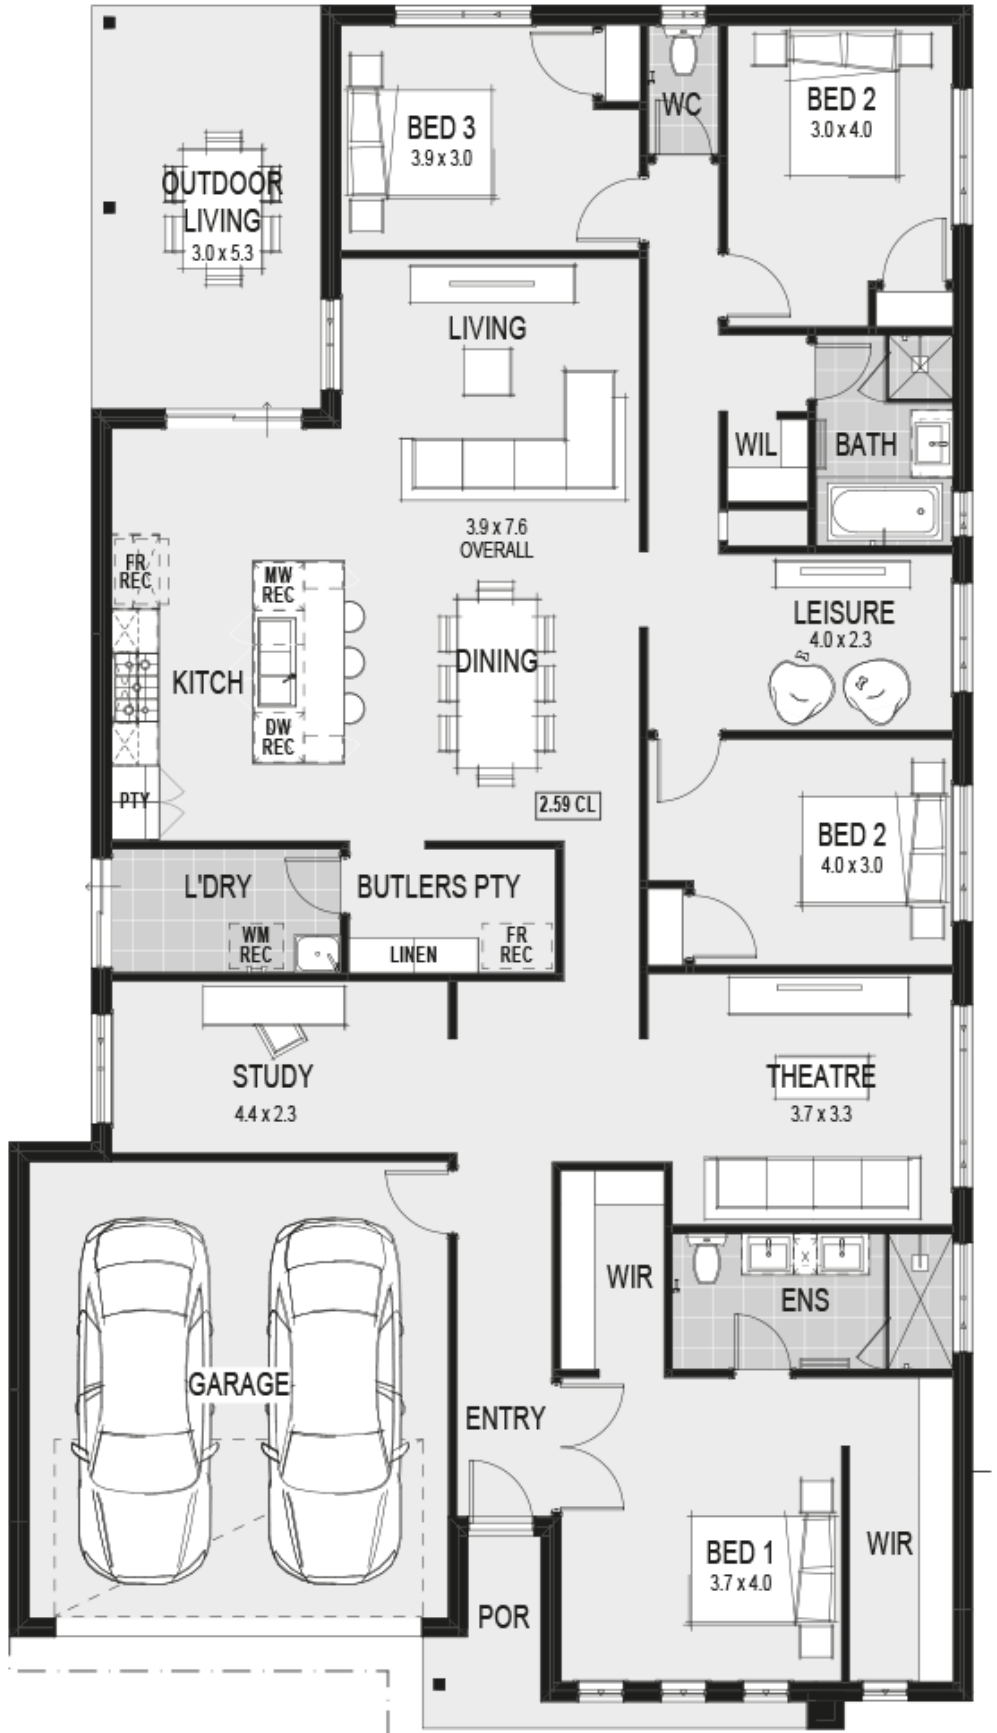 BED 3
3.9 x 3.0
WC
BED 2
3.0 x 4.0
OUTDOOR
LIVING
3.0 x 5.3
LIVING
WIL
BATH
3.9 x 7.6
OVERALL
FR
REC
MW
REC
LEISURE
4.0 x 2.3
KITCH
DINING
DW
REC
PTY
2.59 CL
BED 2
4.0 x 3.0
L'DRY
BUTLERS PTY
WM
REC
LINEN
FR
REC
STUDY
4.4 x 2.3
THEATRE
3.7 x 3.3
WIR
ENS
GARAGE
ENTRY
BED 1
3.7 x 4.0
WIR
POR